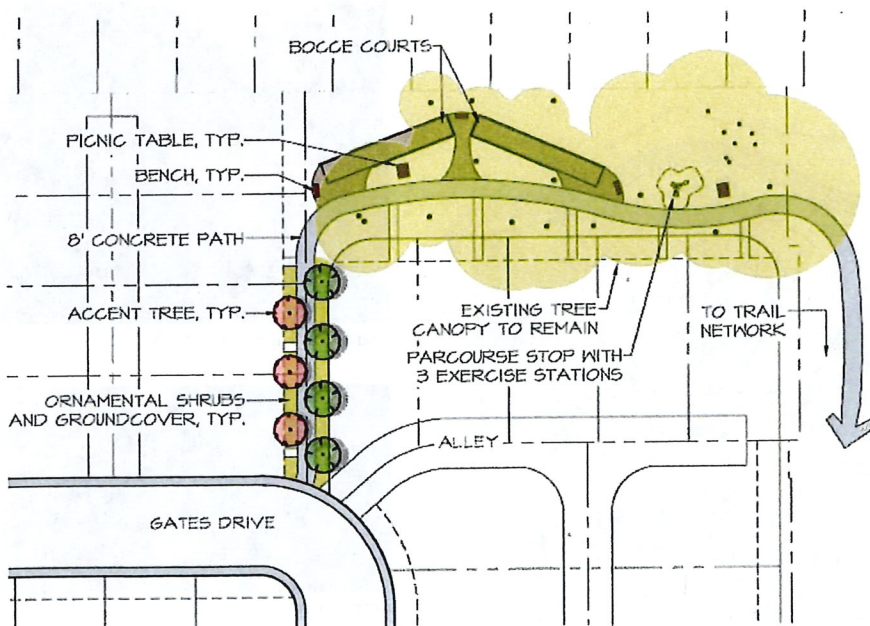 BOCCE COURTS
PICNIC TABLE, TYP.
BENCH, TYP.
8' CONCRETE PATH
ACCENT TREE, TYP.
EXISTING TREE
CANOPY TO REMAIN
TO TRAIL
NETWORK
PARCOURSE STOP WITH
3 EXERCISE STATIONS
ORNAMENTAL SHRUBS
AND GROUNDCOVER, TYP.
ALLEY
GATES DRIVE